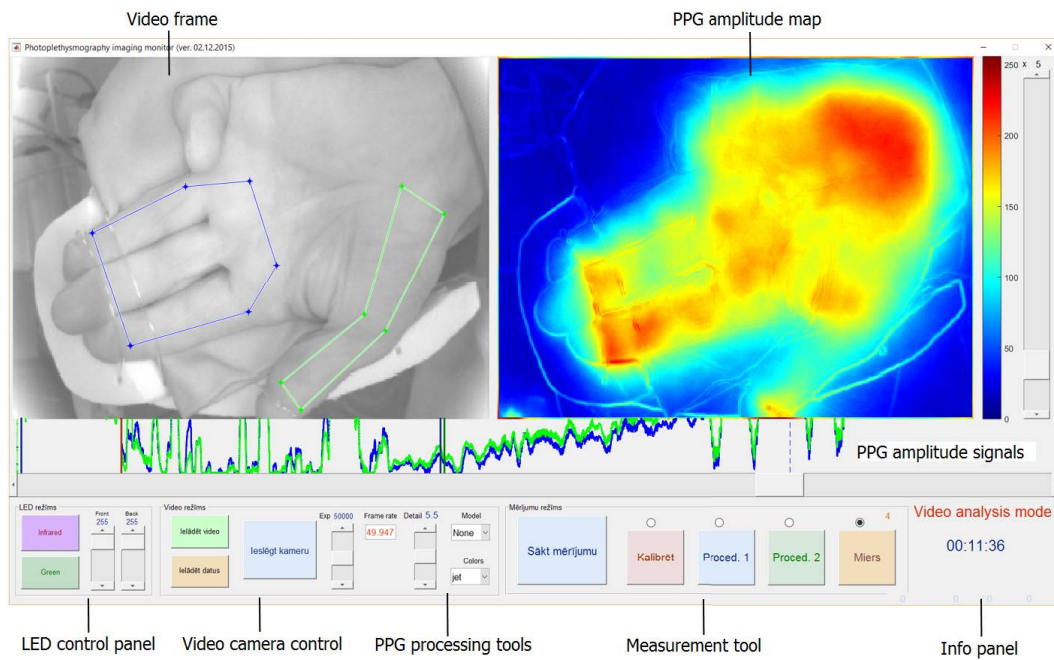 Video frame
PPG amplitude map
Photoplethysmography imaging monitor (ver. 02.12.2015)
250
200
150
100
50
0
x 5
PPG amplitude signals
LED režīms
Infrared
Green
Front
255
Back
255
Video režīms
Ielādēt video
Ielādēt datus
Ieslēgt kameru
Exp 50000
Frame rate
49.947
Detail 5.5
Model
None
Colors
jet
Mērījumu režīms
Sākt mērījumu
Kalibrēt
Proced. 1
Proced. 2
4
Miers
Video analysis mode
00:11:36
0 0 0 0
LED control panel
Video camera control
PPG processing tools
Measurement tool
Info panel